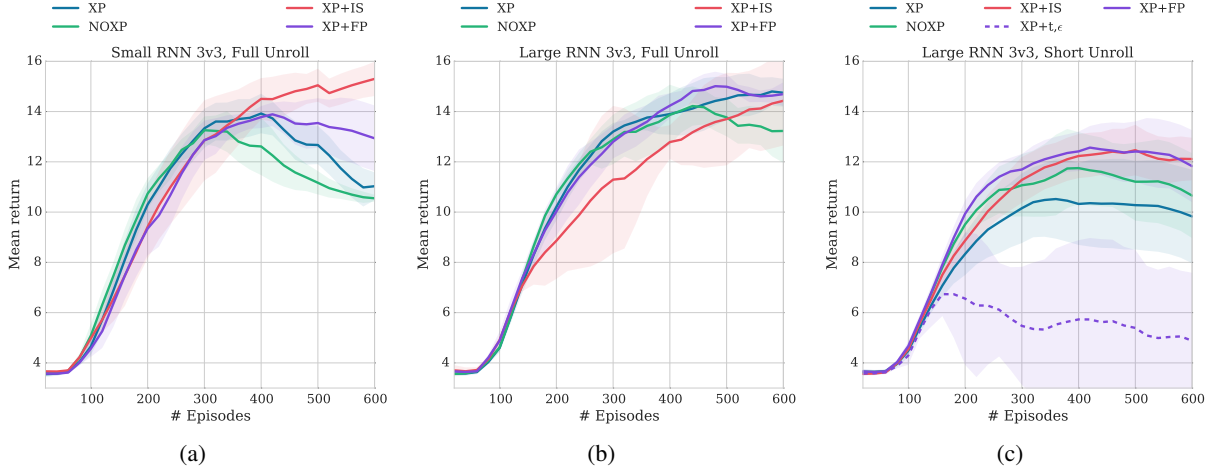 XP
XP+IS
NOXP
XP+FP
Small RNN 3v3, Full Unroll
Mean return
16
14
12
10
8
6
4
100 200 300 400 500 600
# Episodes
(a)
XP
XP+IS
NOXP
XP+FP
Large RNN 3v3, Full Unroll
Mean return
16
14
12
10
8
6
4
100 200 300 400 500 600
# Episodes
(b)
XP
XP+IS
XP+FP
NOXP
XP+t,ϵ
Large RNN 3v3, Short Unroll
Mean return
16
14
12
10
8
6
4
100 200 300 400 500 600
# Episodes
(c)